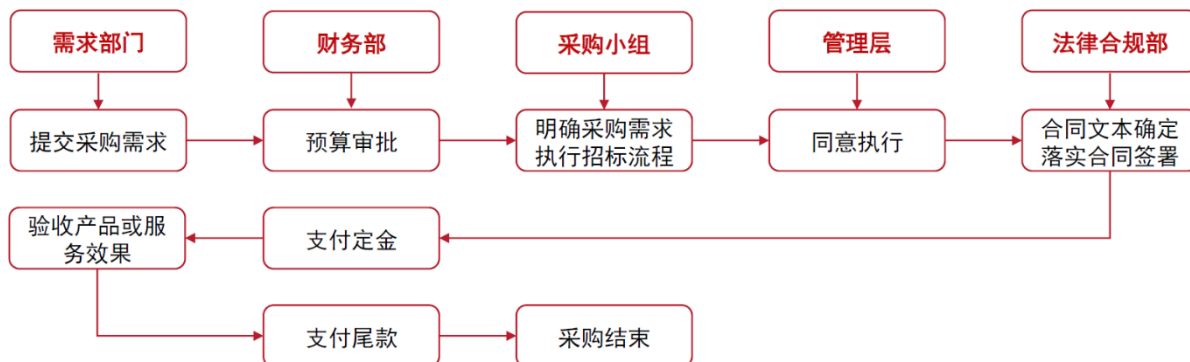 需求部门
财务部
采购小组
管理层
法律合规部
提交采购需求
预算审批
明确采购需求
执行招标流程
同意执行
合同文本确定
落实合同签署
验收产品或服
务效果
支付定金
支付尾款
采购结束